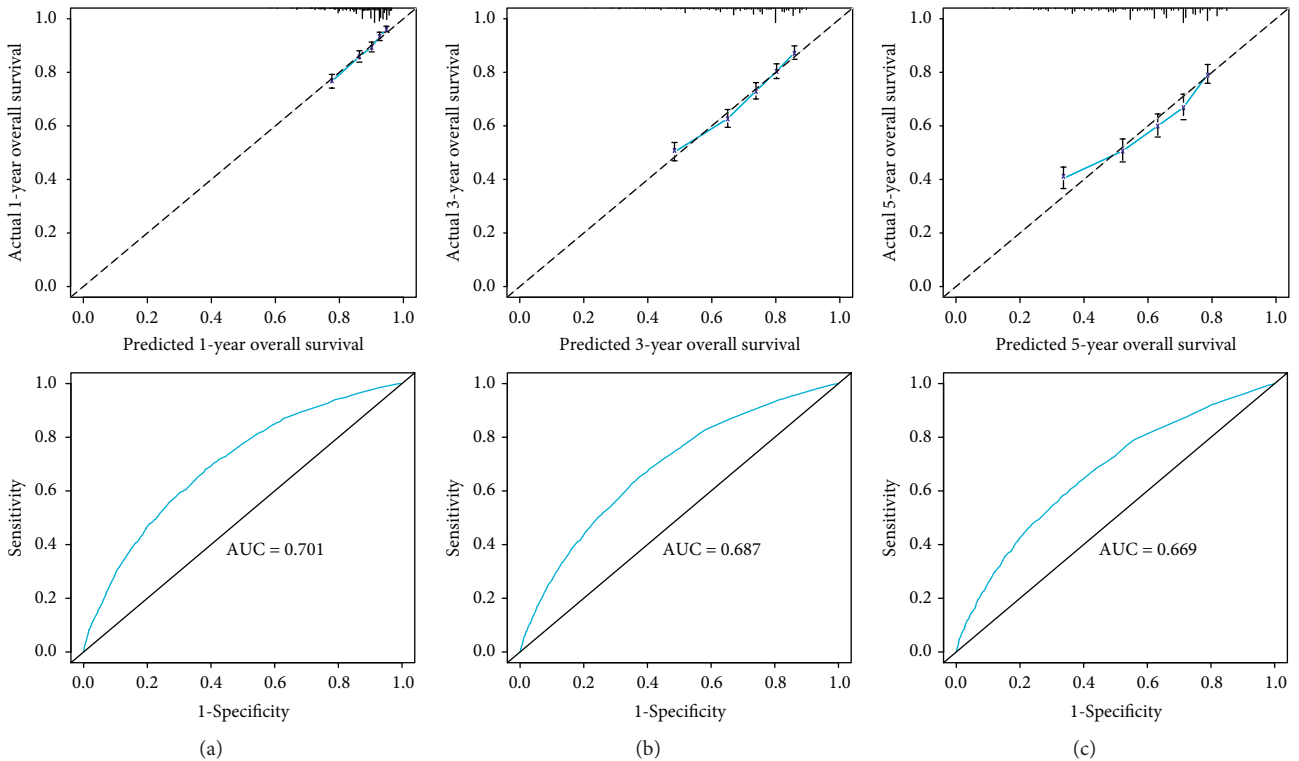 1.0
0.8
0.6
0.4
0.2
0.0
Actual 1-year overall survival
0.0 0.2 0.4 0.6 0.8 1.0
Predicted 1-year overall survival
1.0
0.8
0.6
0.4
0.2
0.0
Actual 3-year overall survival
0.0 0.2 0.4 0.6 0.8 1.0
Predicted 3-year overall survival
1.0
0.8
0.6
0.4
0.2
0.0
Actual 5-year overall survival
0.0 0.2 0.4 0.6 0.8 1.0
Predicted 5-year overall survival
1.0
0.8
0.6
0.4
0.2
0.0
Sensitivity
AUC = 0.701
0.0 0.2 0.4 0.6 0.8 1.0
1-Specificity
(a)
1.0
0.8
0.6
0.4
0.2
0.0
Sensitivity
AUC = 0.687
0.0 0.2 0.4 0.6 0.8 1.0
1-Specificity
(b)
1.0
0.8
0.6
0.4
0.2
0.0
Sensitivity
AUC = 0.669
0.0 0.2 0.4 0.6 0.8 1.0
1-Specificity
(c)